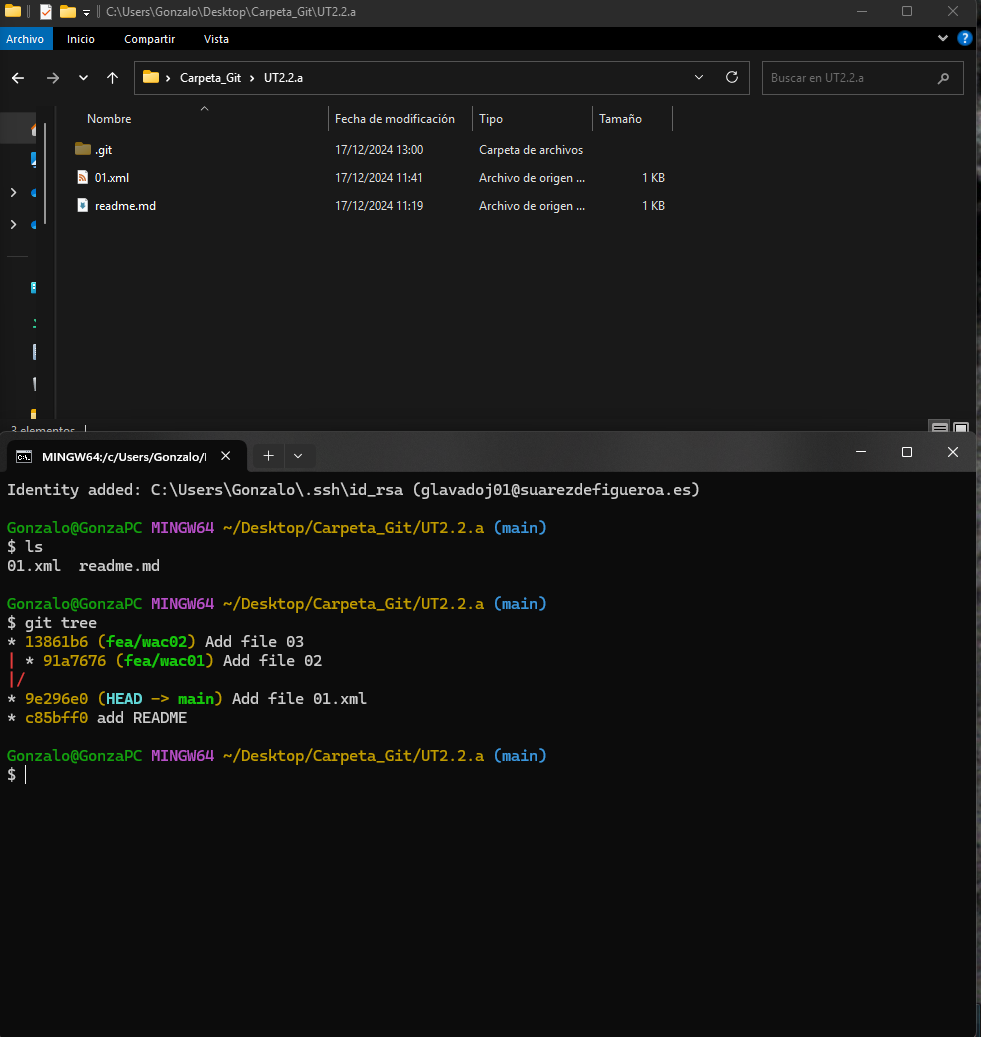 C:\Users\Gonzalo\Desktop\Carpeta_Git\UT2.2.a
Archivo Inicio Compartir Vista
Carpeta_Git › UT2.2.a
Buscar en UT2.2.a
Nombre Fecha de modificación Tipo Tamaño
.git 17/12/2024 13:00 Carpeta de archivos
01.xml 17/12/2024 11:41 Archivo de origen ... 1 KB
readme.md 17/12/2024 11:19 Archivo de origen ... 1 KB
3 elementos
MINGW64:/c/Users/Gonzalo/
Identity added: C:\Users\Gonzalo\.ssh\id_rsa (glavadoj01@suarezdefigueroa.es)
Gonzalo@GonzaPC MINGW64 ~/Desktop/Carpeta_Git/UT2.2.a (main)
$ ls
01.xml  readme.md
Gonzalo@GonzaPC MINGW64 ~/Desktop/Carpeta_Git/UT2.2.a (main)
$ git tree
* 13861b6 (fea/wac02) Add file 03
| * 91a7676 (fea/wac01) Add file 02
|/
* 9e296e0 (HEAD -> main) Add file 01.xml
* c85bff0 add README
Gonzalo@GonzaPC MINGW64 ~/Desktop/Carpeta_Git/UT2.2.a (main)
$